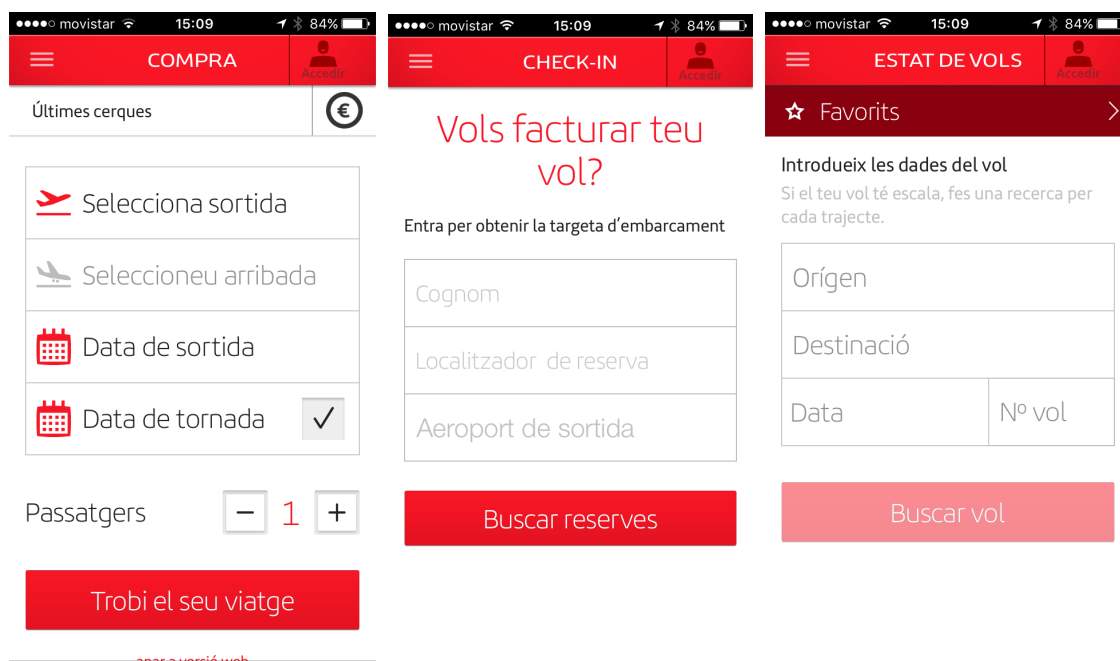 movistar 15:09 84%
COMPRA
Accedir
Últimes cerques
€
Selecciona sortida
Seleccioneu arribada
Data de sortida
Data de tornada
Passatgers
− 1 +
Trobi el seu viatge
anar a versió web
movistar 15:09 84%
CHECK-IN
Accedir
Vols facturar teu
vol?
Entra per obtenir la targeta d’embarcament
Cognom
Localitzador de reserva
Aeroport de sortida
Buscar reserves
movistar 15:09 84%
ESTAT DE VOLS
Accedir
Favorits
Introdueix les dades del vol
Si el teu vol té escala, fes una recerca per
cada trajecte.
Orígen
Destinació
Data Nº vol
Buscar vol